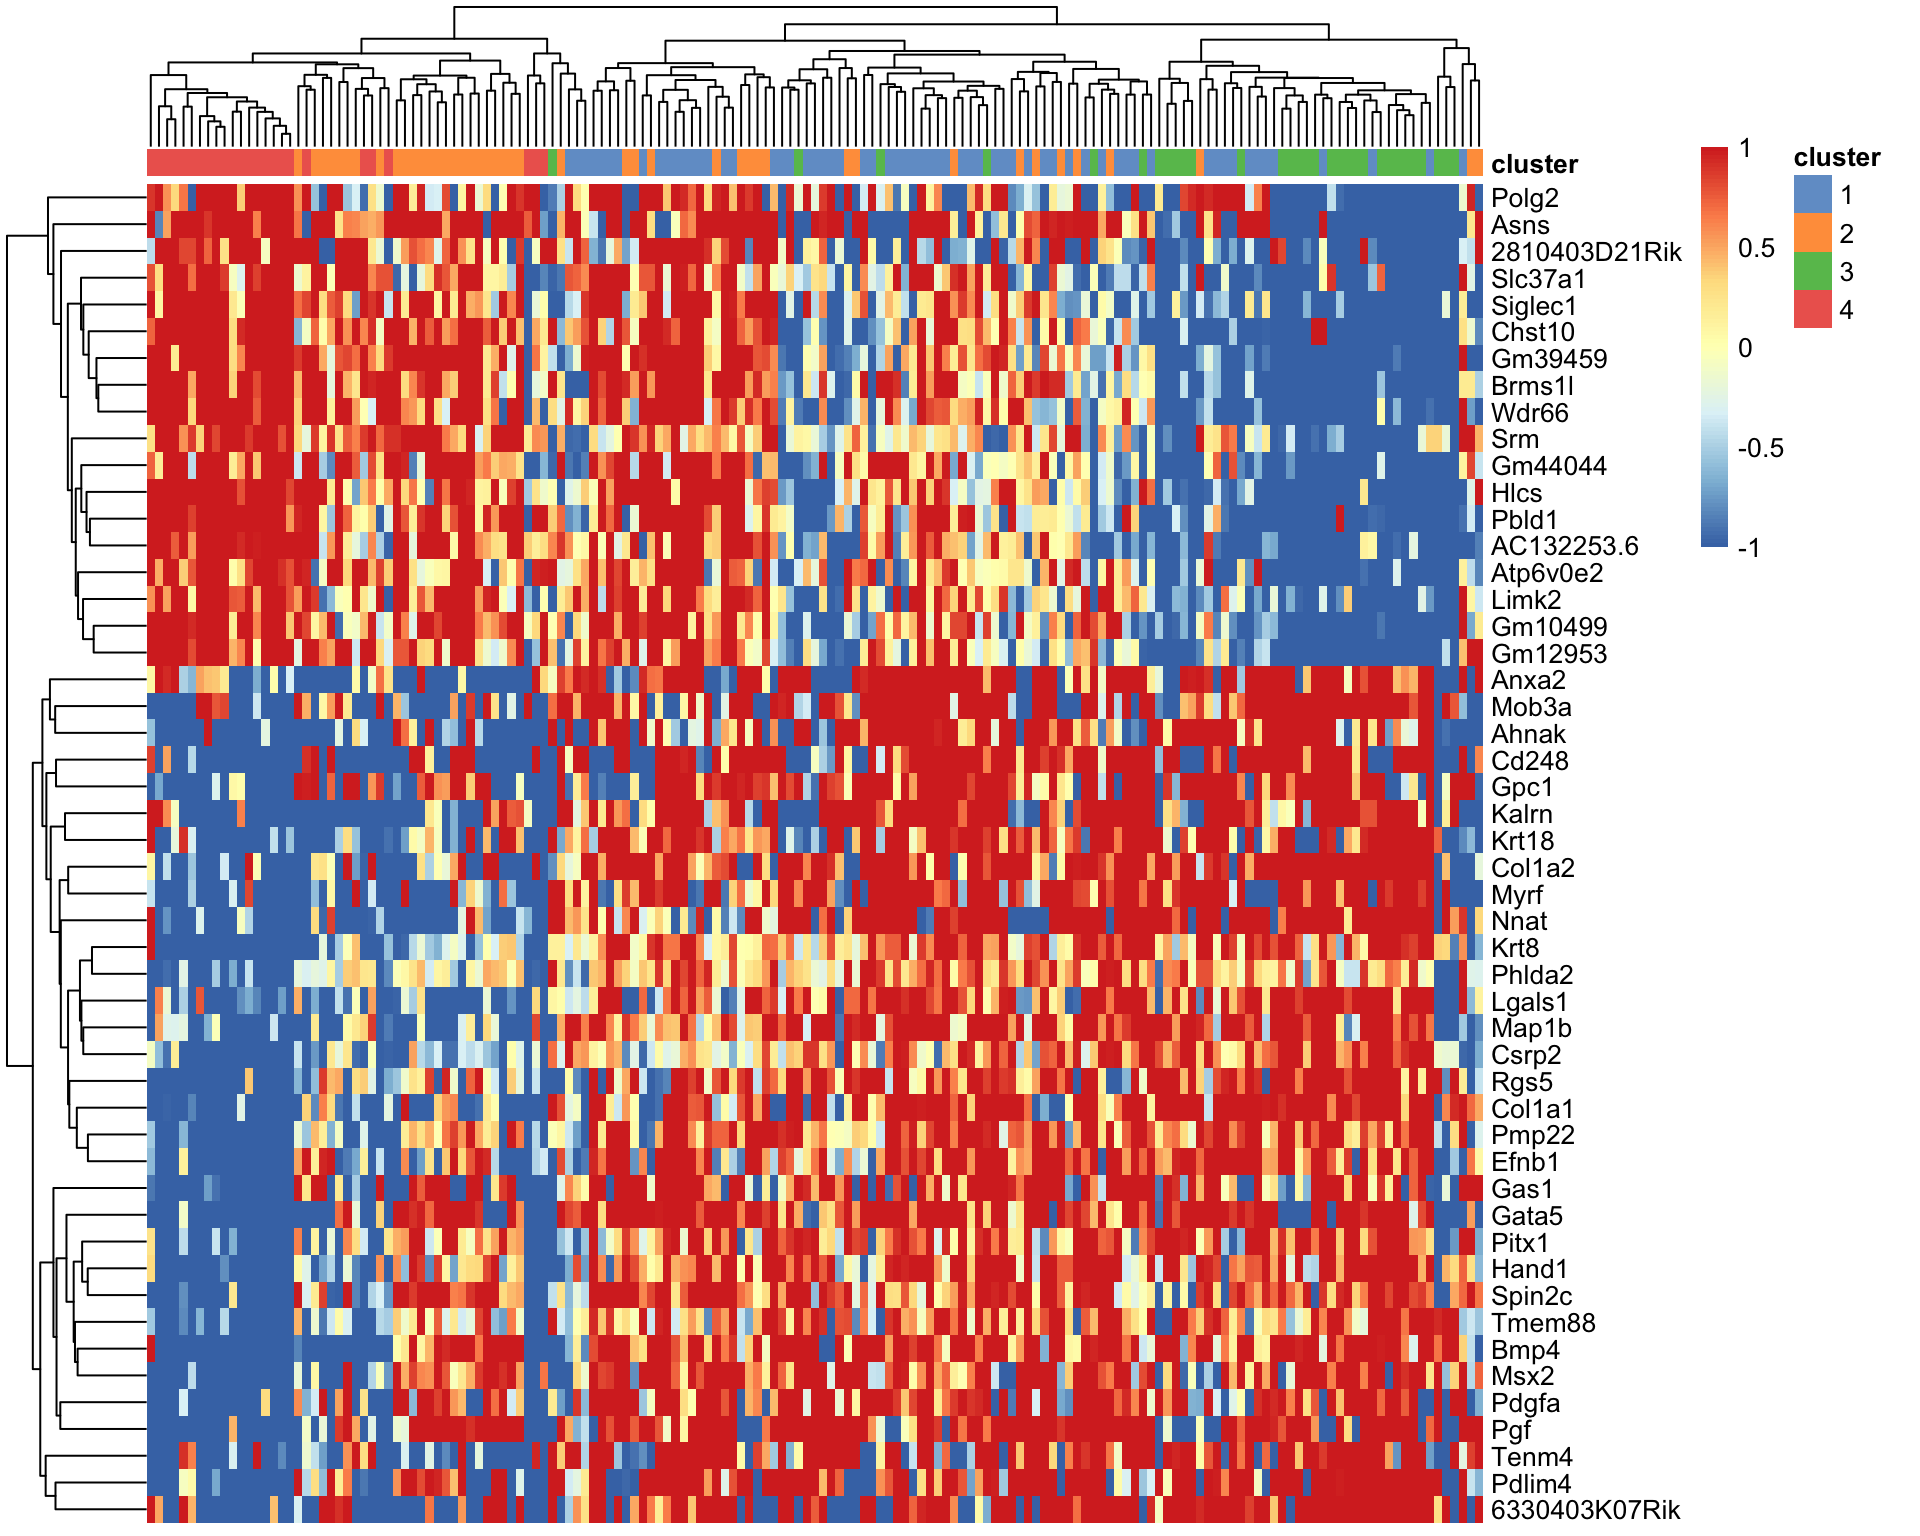 cluster
Polg2
Asns
2810403D21Rik
Slc37a1
Siglec1
Chst10
Gm39459
Brms1l
Wdr66
Srm
Gm44044
Hlcs
Pbld1
AC132253.6
Atp6v0e2
Limk2
Gm10499
Gm12953
Anxa2
Mob3a
Ahnak
Cd248
Gpc1
Kalrn
Krt18
Col1a2
Myrf
Nnat
Krt8
Phlda2
Lgals1
Map1b
Csrp2
Rgs5
Col1a1
Pmp22
Efnb1
Gas1
Gata5
Pitx1
Hand1
Spin2c
Tmem88
Bmp4
Msx2
Pdgfa
Pgf
Tenm4
Pdlim4
6330403K07Rik
1
0.5
0
-0.5
-1
cluster
1
2
3
4